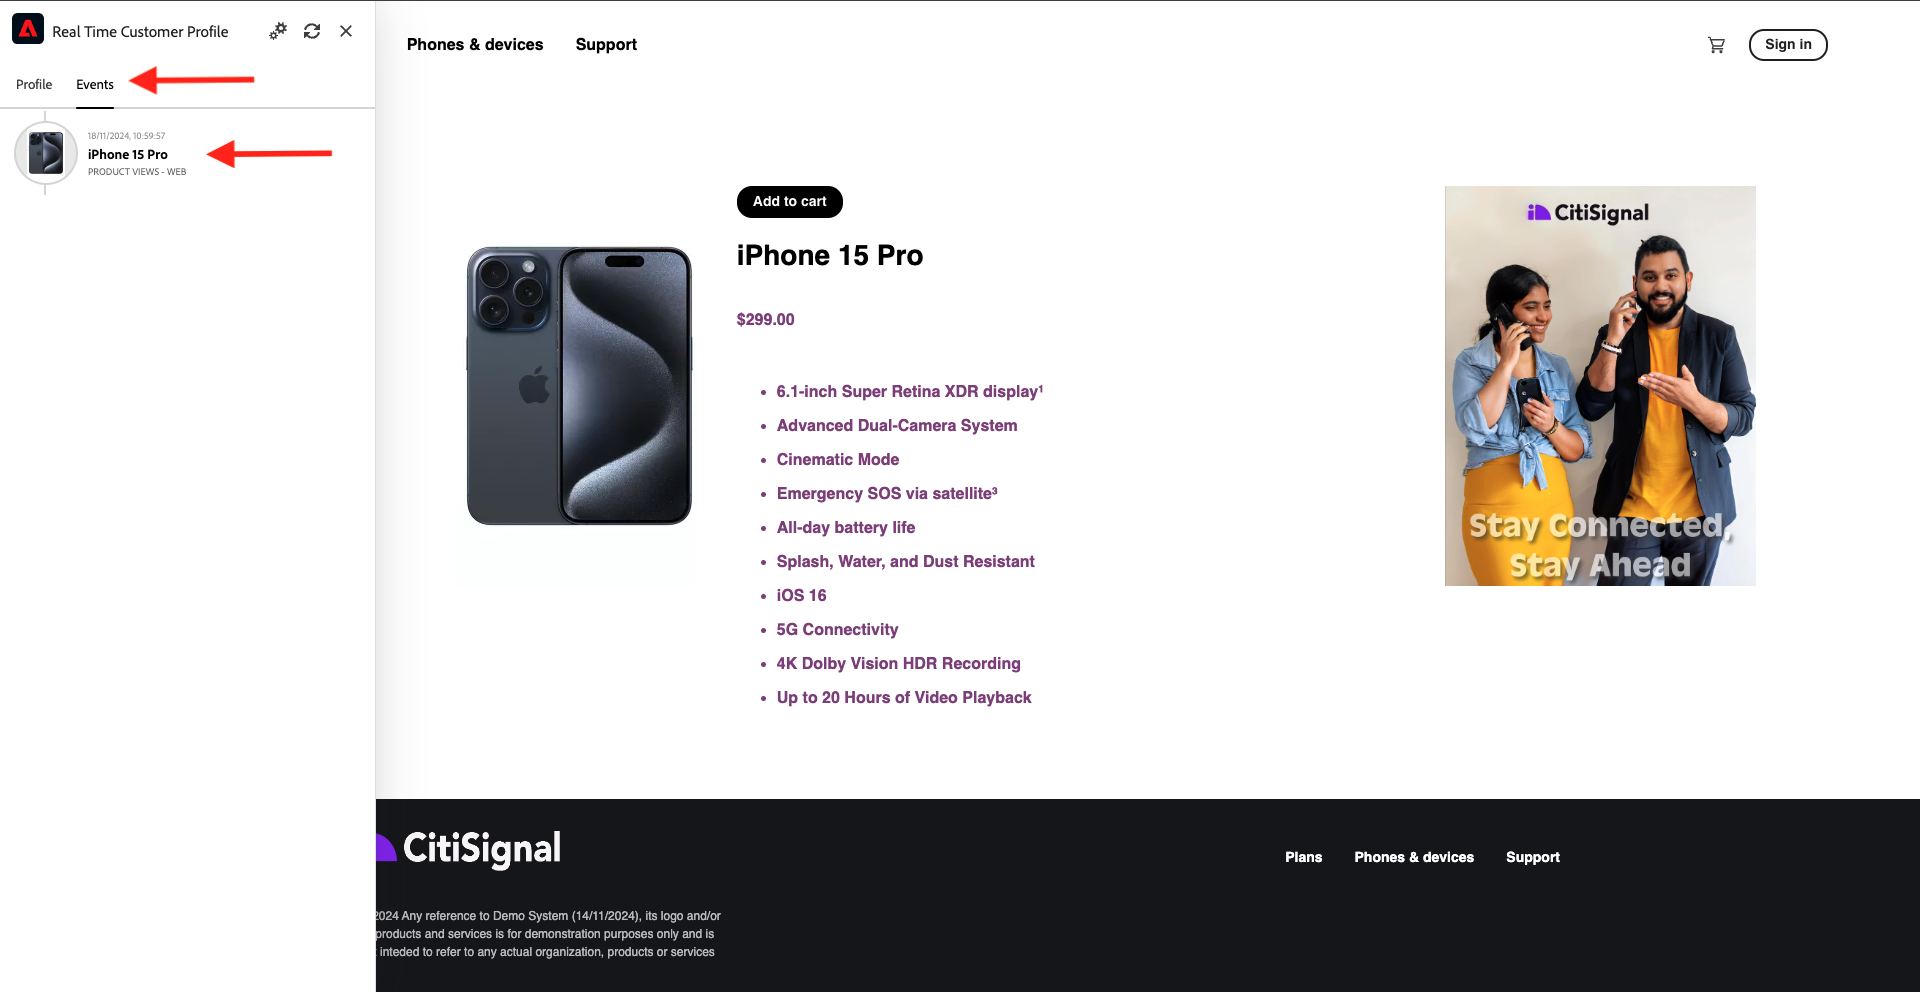 Real Time Customer Profile
Profile
Events
18/11/2024, 10:59:57
iPhone 15 Pro
PRODUCT VIEWS - WEB
Phones & devices
Support
Sign in
Add to cart
iPhone 15 Pro
$299.00
• 6.1-inch Super Retina XDR display¹
• Advanced Dual-Camera System
• Cinematic Mode
• Emergency SOS via satellite³
• All-day battery life
• Splash, Water, and Dust Resistant
• iOS 16
• 5G Connectivity
• 4K Dolby Vision HDR Recording
• Up to 20 Hours of Video Playback
CitiSignal
Stay Connected,
Stay Ahead
CitiSignal
Plans
Phones & devices
Support
2024 Any reference to Demo System (14/11/2024), its logo and/or
products and services is for demonstration purposes only and is
inteded to refer to any actual organization, products or services